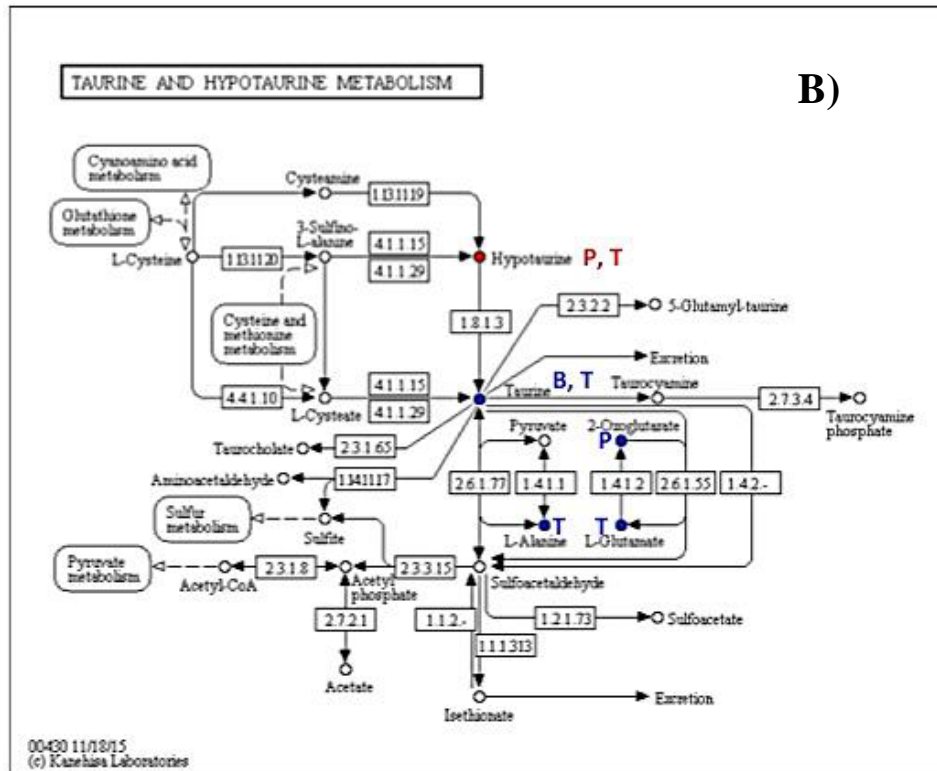 TAURINE AND HYPOTAURINE METABOLISM
B)
Cyanoamino acid
metabolism
Glutathione
metabolism
L-Cysteine
Cysteamine
1.13.11.19
3-Sulfino-
L-alanine
1.13.11.20
4.1.1.15
4.1.1.29
Hypotaurine
P, T
Cysteine and
methionine
metabolism
1.8.1.3
2.3.2.2
5-Glutamyl-taurine
Excretion
4.4.1.10
L-Cysteate
4.1.1.15
4.1.1.29
Taurine
B, T
Taurocyamine
2.7.3.4
Taurocyamine
phosphate
Taurocholate
2.3.1.65
Pyruvate
2-Oxoglutarate
P
Aminoacetaldehyde
1.14.11.17
2.6.1.77
1.4.1.1
1.4.1.2
2.6.1.55
1.4.2.-
Sulfur
metabolism
Sulfite
T
L-Alanine
T
L-Glutamate
Pyruvate
metabolism
Acetyl-CoA
2.3.1.8
Acetyl
phosphate
2.3.3.15
Sulfoacetaldehyde
2.7.2.1
1.1.2.-
1.2.1.73
Sulfoacetate
1.1.1.313
Acetate
Isethionate
Excretion
00430 11/18/15
(c) Kanehisa Laboratories